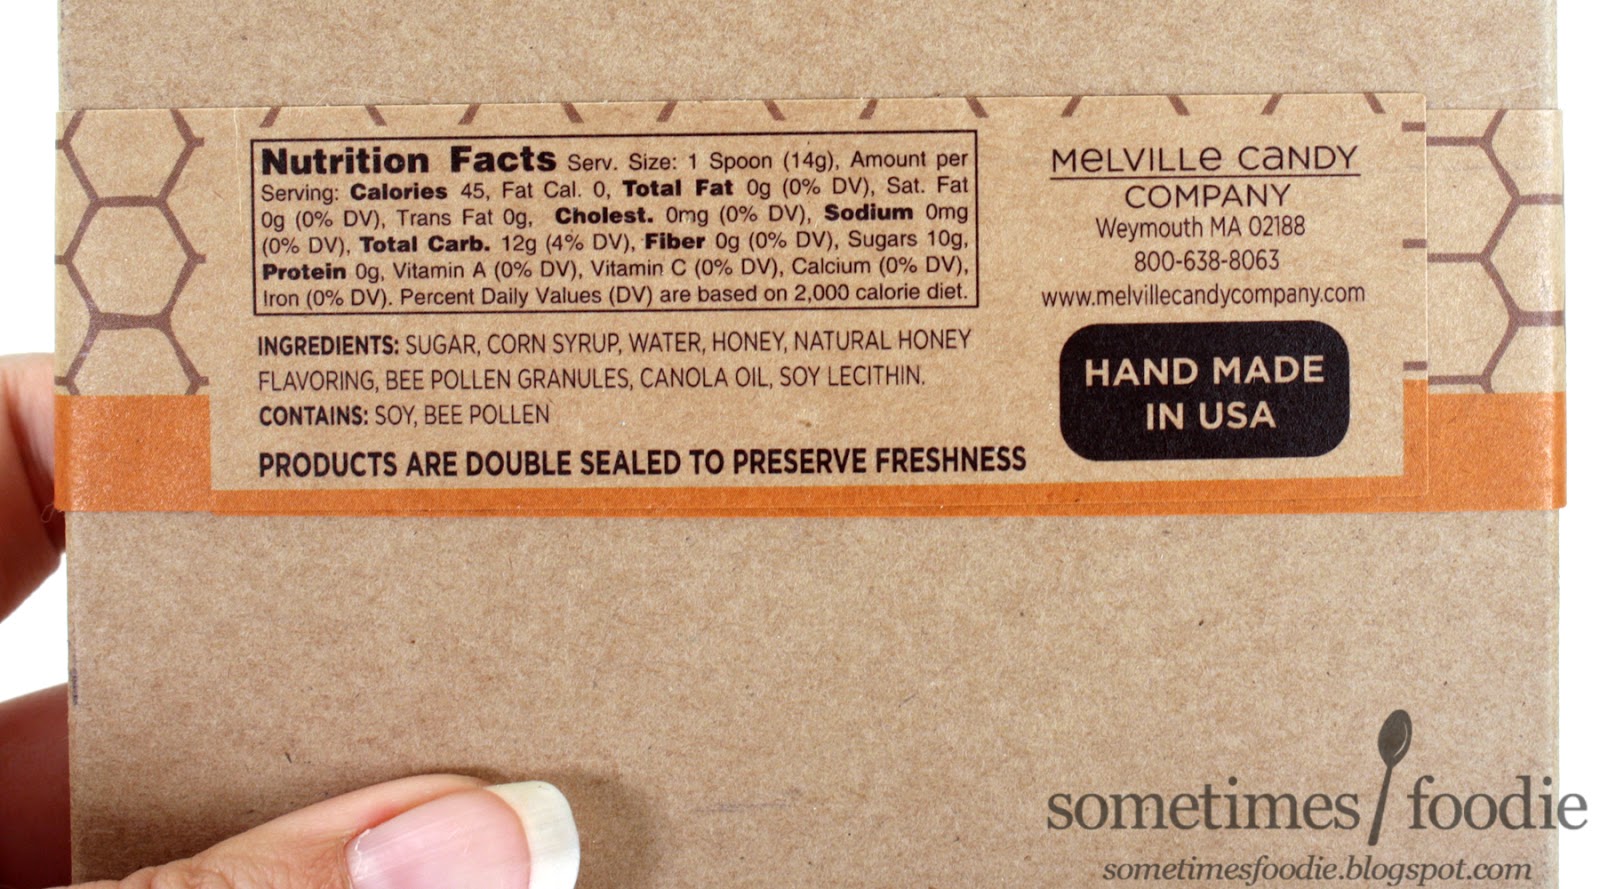 Nutrition Facts Serv. Size: 1 Spoon (14g), Amount per
Serving: Calories 45, Fat Cal. 0, Total Fat 0g (0% DV), Sat. Fat
0g (0% DV), Trans Fat 0g, Cholest. 0mg (0% DV), Sodium 0mg
(0% DV), Total Carb. 12g (4% DV), Fiber 0g (0% DV), Sugars 10g,
Protein 0g, Vitamin A (0% DV), Vitamin C (0% DV), Calcium (0% DV),
Iron (0% DV). Percent Daily Values (DV) are based on 2,000 calorie diet.
INGREDIENTS: SUGAR, CORN SYRUP, WATER, HONEY, NATURAL HONEY
FLAVORING, BEE POLLEN GRANULES, CANOLA OIL, SOY LECITHIN.
CONTAINS: SOY, BEE POLLEN
PRODUCTS ARE DOUBLE SEALED TO PRESERVE FRESHNESS
MeLVILLe CaNDY
COMPANY
Weymouth MA 02188
800-638-8063
www.melvillecandycompany.com
HAND MADE
IN USA
sometimes foodie
sometimesfoodie.blogspot.com